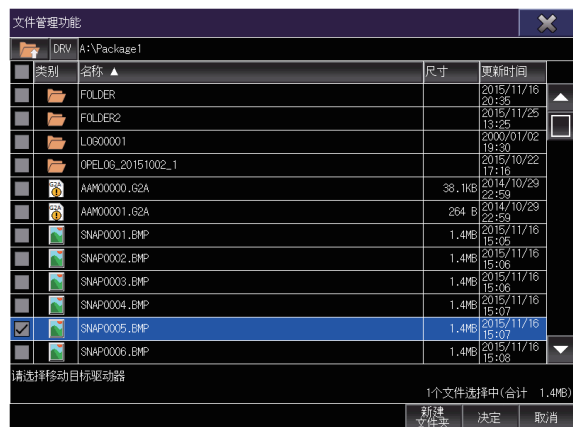 文件管理功能
DRV A:\Package1
类别 名称 ▲ 尺寸 更新时间
FOLDER 2015/11/16 20:35
FOLDER2 2015/11/25 13:25
LOG00001 2000/01/02 19:30
OPELOG_20151002_1 2015/10/22 17:16
G2A AAM00000.G2A 38.1KB 2014/10/29 22:59
G2A AAM00001.G2A 264 B 2014/10/29 22:59
SNAP0001.BMP 1.4MB 2015/11/16 15:05
SNAP0002.BMP 1.4MB 2015/11/16 15:06
SNAP0003.BMP 1.4MB 2015/11/16 15:06
SNAP0004.BMP 1.4MB 2015/11/16 15:07
SNAP0005.BMP 1.4MB 2015/11/16 15:07
SNAP0006.BMP 1.4MB 2015/11/16 15:08
请选择移动目标驱动器
1个文件选择中(合计 1.4MB)
新建文件夹 决定 取消